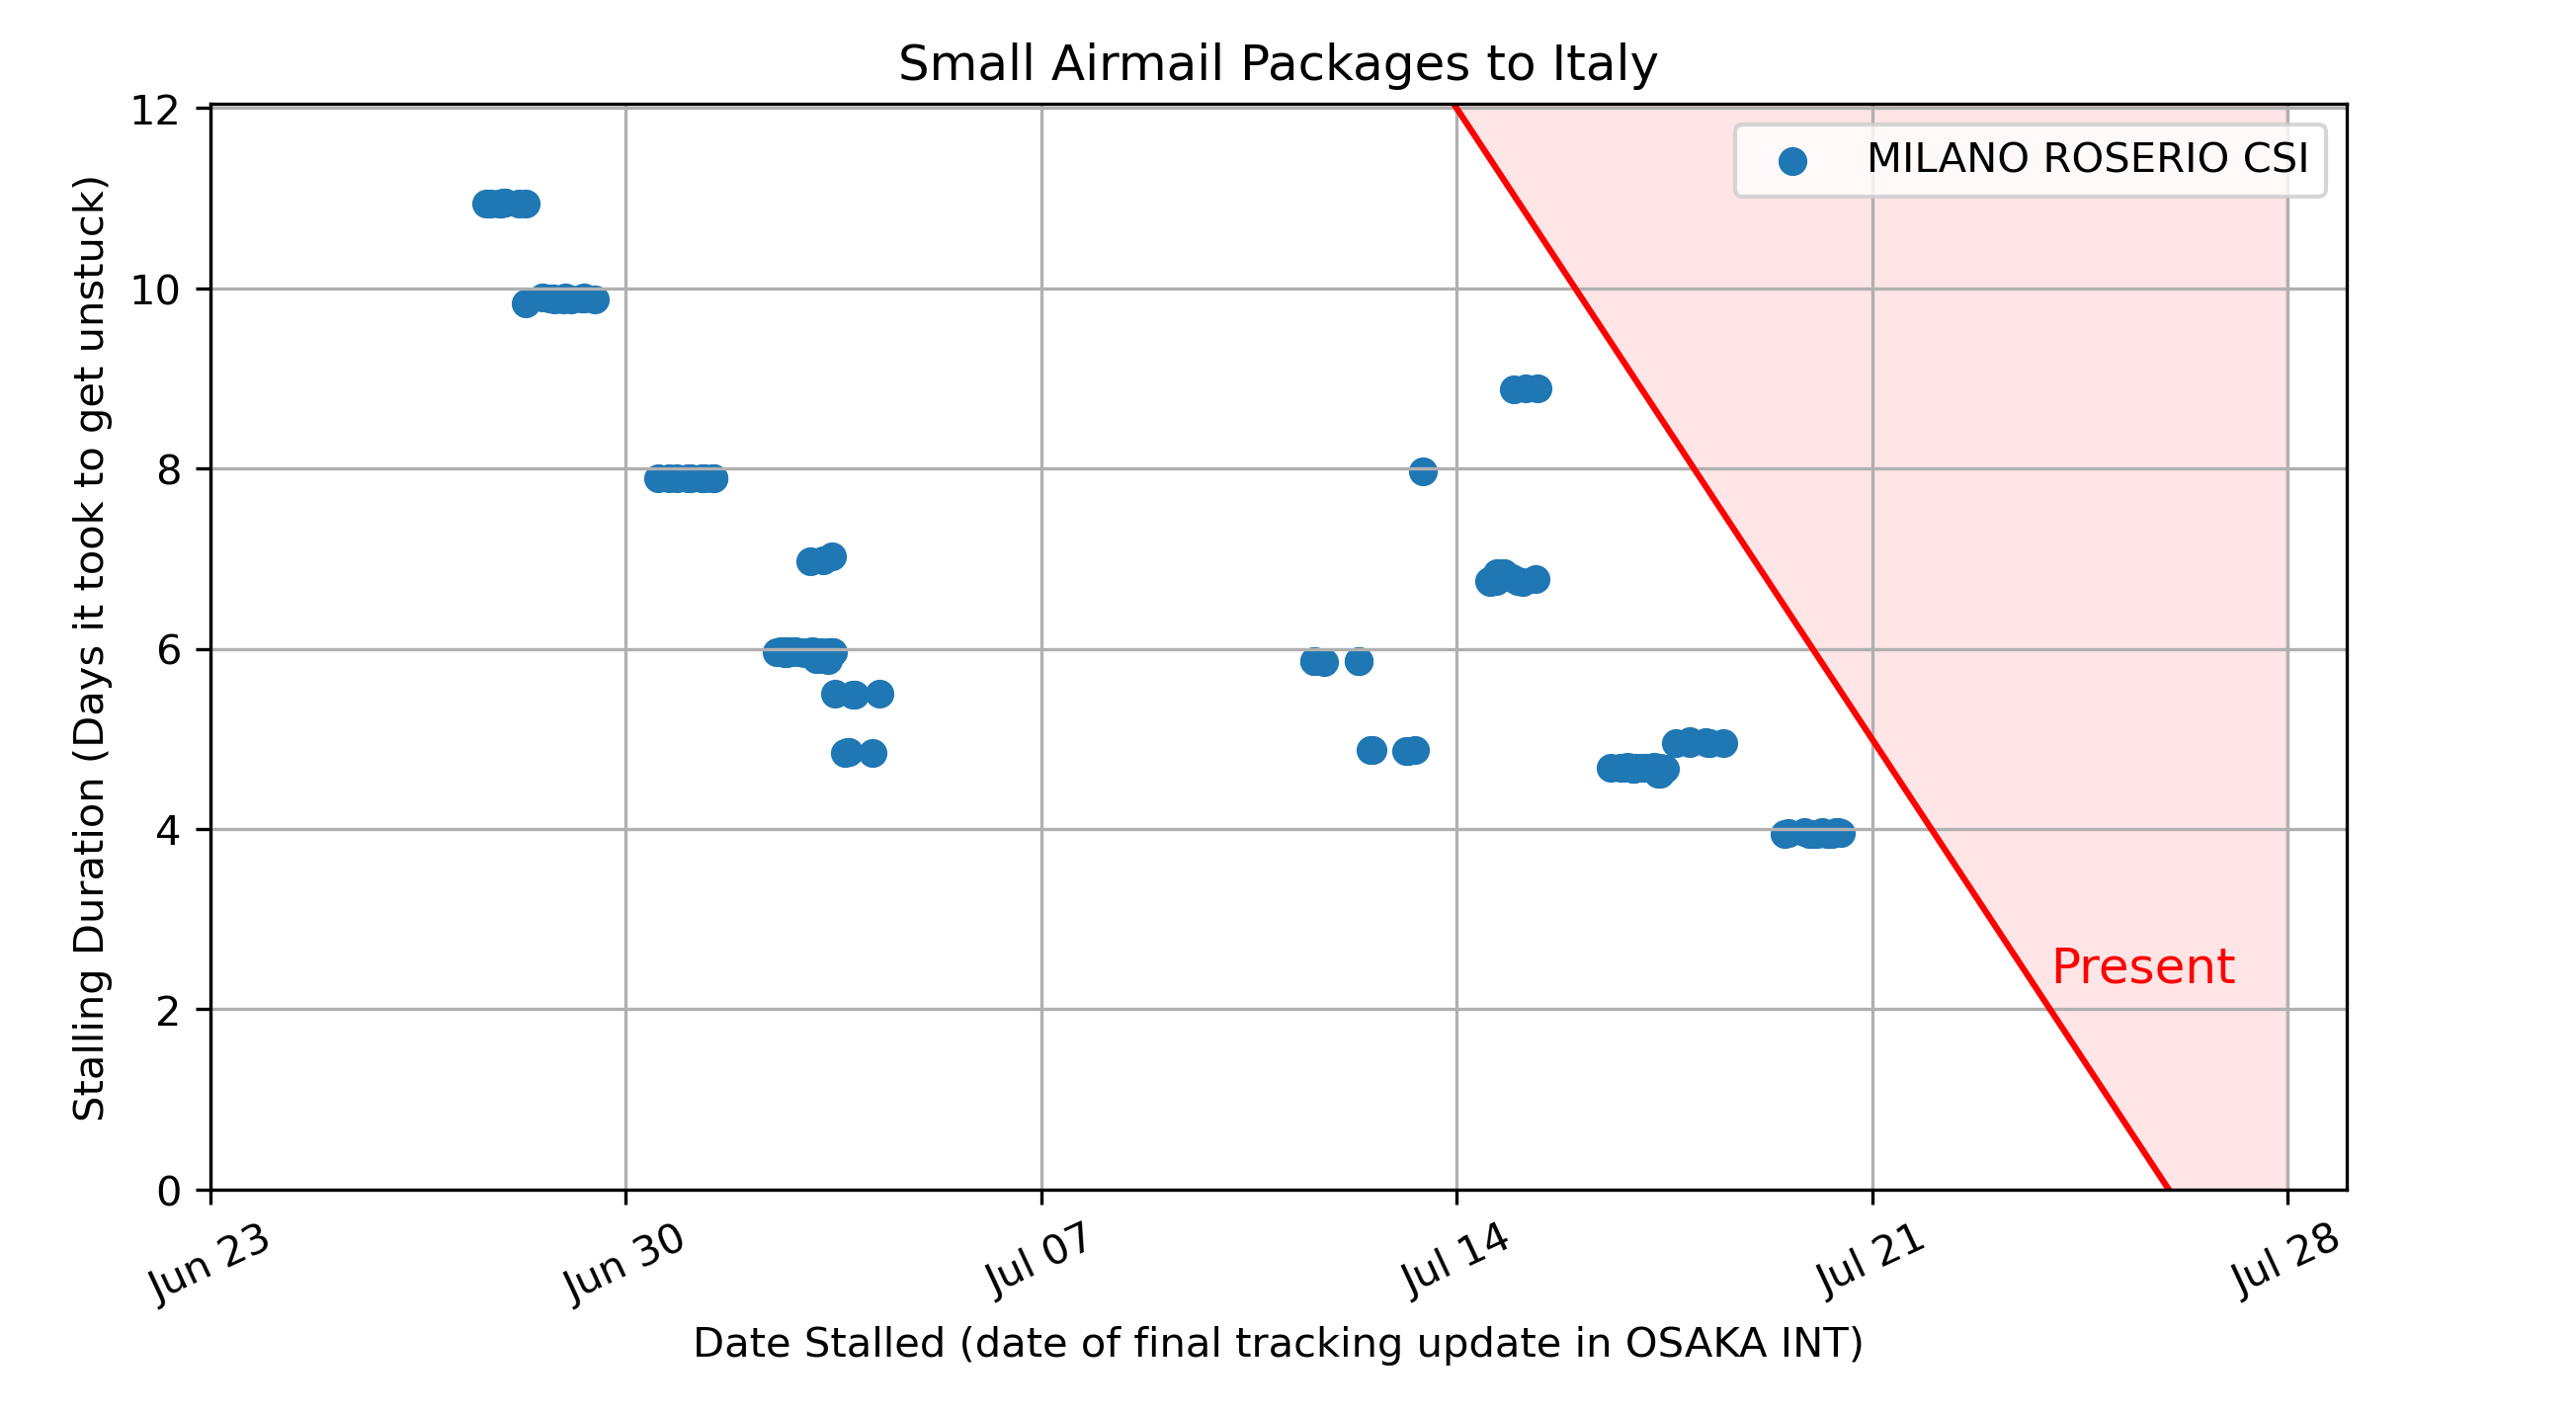 Small Airmail Packages to Italy
MILANO ROSERIO CSI
Stalling Duration (Days it took to get unstuck)
12
10
8
6
4
2
0
Present
Jun 23
Jun 30
Jul 07
Jul 14
Jul 21
Jul 28
Date Stalled (date of final tracking update in OSAKA INT)